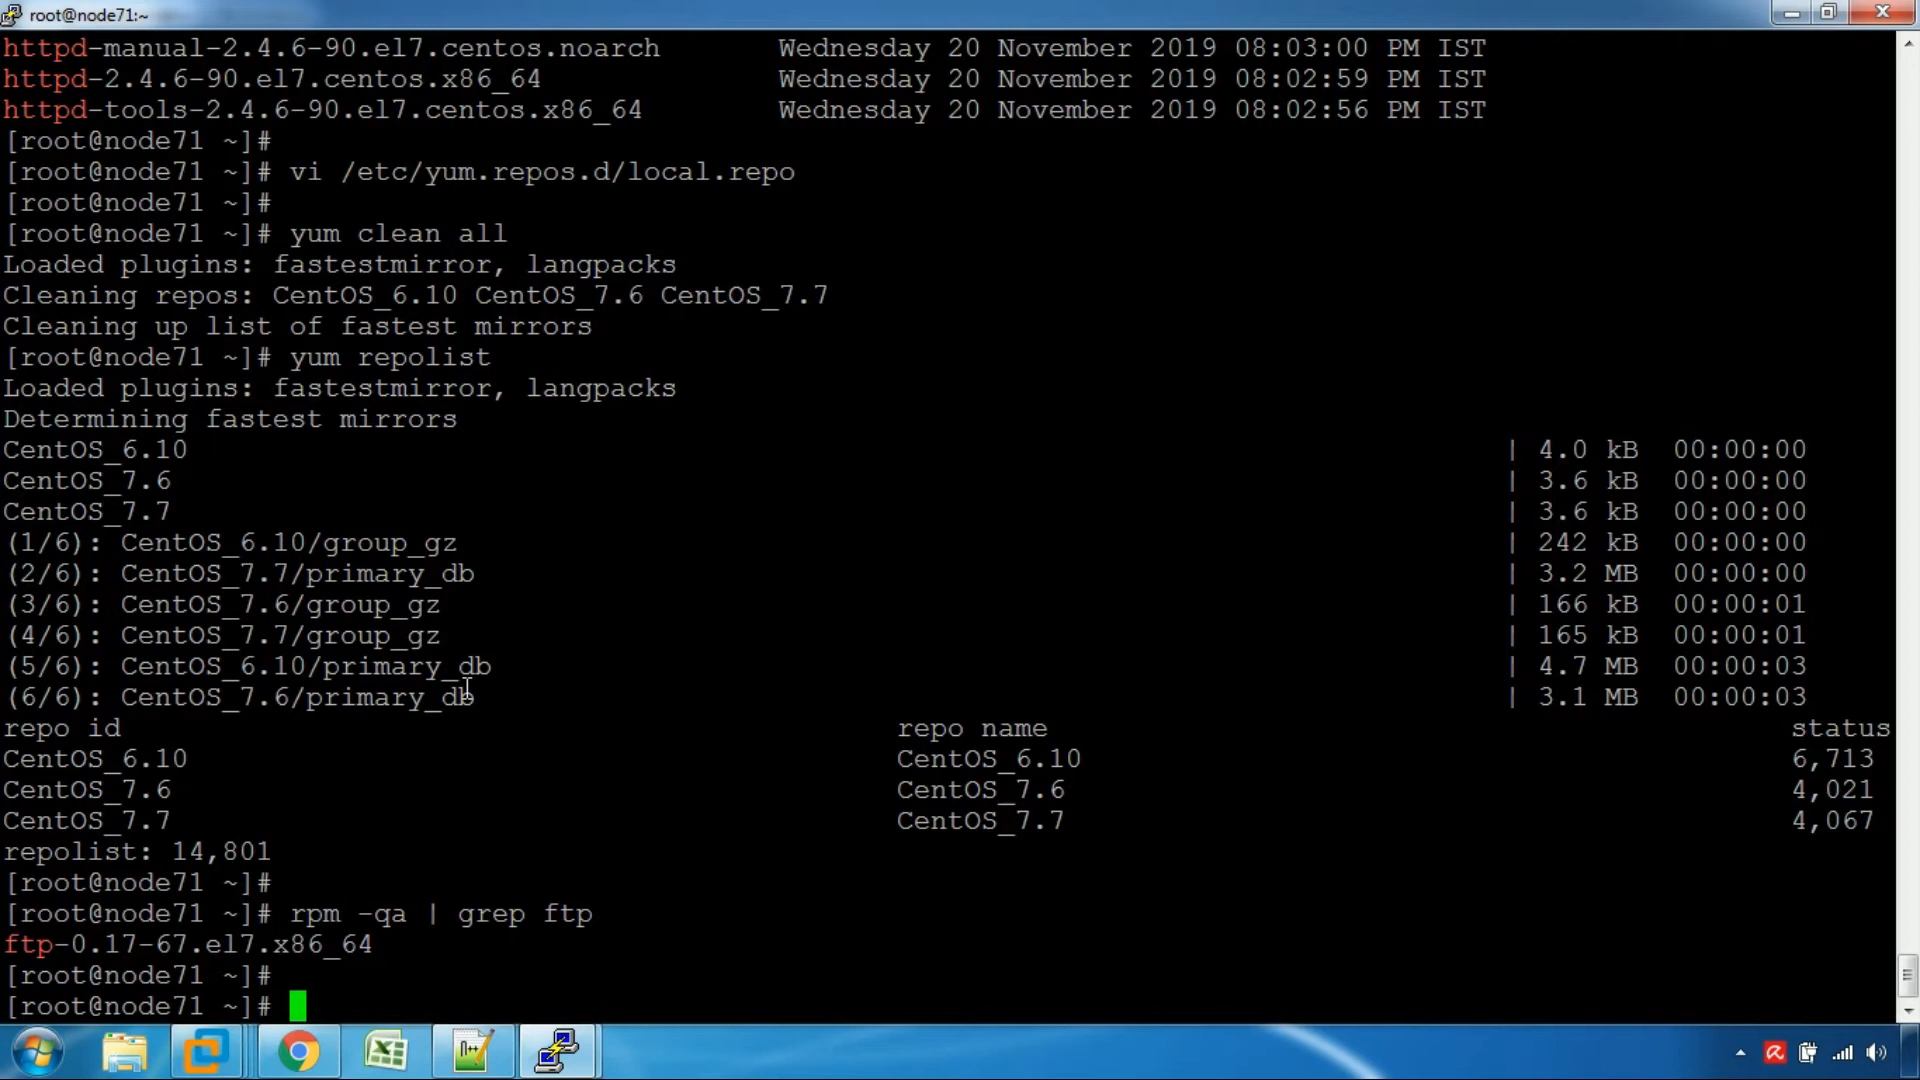 root@node71:~
httpd-manual-2.4.6-90.el7.centos.noarch Wednesday 20 November 2019 08:03:00 PM IST
httpd-2.4.6-90.el7.centos.x86_64 Wednesday 20 November 2019 08:02:59 PM IST
httpd-tools-2.4.6-90.el7.centos.x86_64 Wednesday 20 November 2019 08:02:56 PM IST
[root@node71 ~]#
[root@node71 ~]# vi /etc/yum.repos.d/local.repo
[root@node71 ~]#
[root@node71 ~]# yum clean all
Loaded plugins: fastestmirror, langpacks
Cleaning repos: CentOS_6.10 CentOS_7.6 CentOS_7.7
Cleaning up list of fastest mirrors
[root@node71 ~]# yum repolist
Loaded plugins: fastestmirror, langpacks
Determining fastest mirrors
CentOS_6.10 | 4.0 kB 00:00:00
CentOS_7.6 | 3.6 kB 00:00:00
CentOS_7.7 | 3.6 kB 00:00:00
(1/6): CentOS_6.10/group_gz | 242 kB 00:00:00
(2/6): CentOS_7.7/primary_db | 3.2 MB 00:00:00
(3/6): CentOS_7.6/group_gz | 166 kB 00:00:01
(4/6): CentOS_7.7/group_gz | 165 kB 00:00:01
(5/6): CentOS_6.10/primary_db | 4.7 MB 00:00:03
(6/6): CentOS_7.6/primary_db | 3.1 MB 00:00:03
repo id repo name status
CentOS_6.10 CentOS_6.10 6,713
CentOS_7.6 CentOS_7.6 4,021
CentOS_7.7 CentOS_7.7 4,067
repolist: 14,801
[root@node71 ~]#
[root@node71 ~]# rpm -qa | grep ftp
ftp-0.17-67.el7.x86_64
[root@node71 ~]#
[root@node71 ~]#